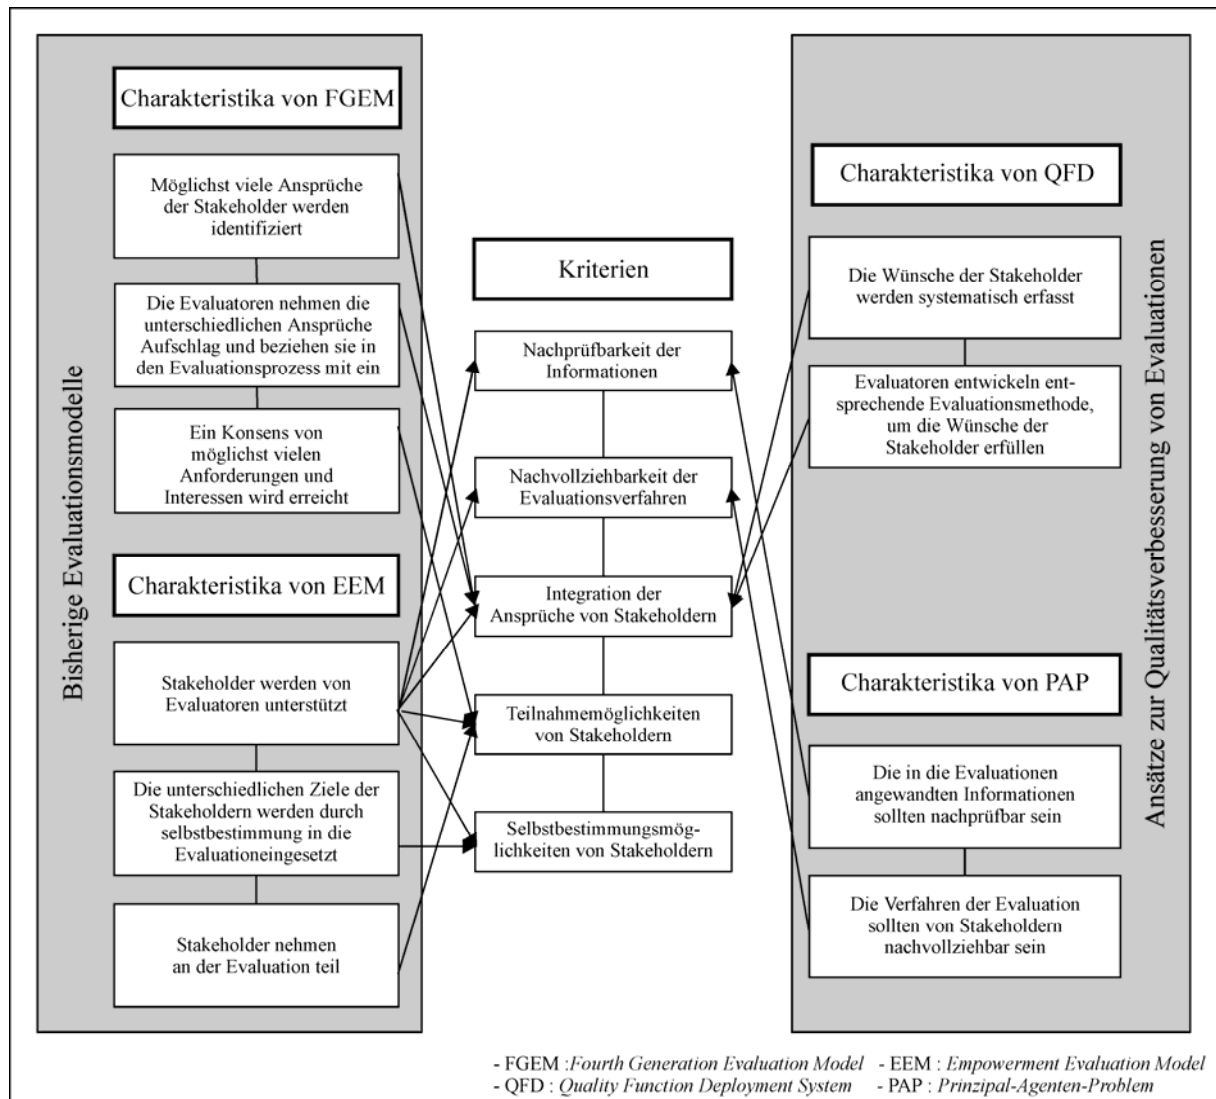 Bisherige Evaluationsmodelle
Charakteristika von FGEM
Möglichst viele Ansprüche
der Stakeholder werden
identifiziert
Die Evaluatoren nehmen die
unterschiedlichen Ansprüche
Aufschlag und beziehen sie in
den Evaluationsprozess mit ein
Ein Konsens von
möglichst vielen
Anforderungen und
Interessen wird erreicht
Charakteristika von EEM
Stakeholder werden von
Evaluatoren unterstützt
Die unterschiedlichen Ziele der
Stakeholdern werden durch
selbstbestimmung in die
Evaluationeingesetzt
Stakeholder nehmen
an der Evaluation teil
Kriterien
Nachprüfbarkeit der
Informationen
Nachvollziehbarkeit der
Evaluationsverfahren
Integration der
Ansprüche von Stakeholdern
Teilnahmemöglichkeiten
von Stakeholdern
Selbstbestimmungsmög-
lichkeiten von Stakeholdern
Charakteristika von QFD
Die Wünsche der Stakeholder
werden systematisch erfasst
Evaluatoren entwickeln ent-
sprechende Evaluationsmethode,
um die Wünsche der
Stakeholder erfüllen
Charakteristika von PAP
Die in die Evaluationen
angewandten Informationen
sollten nachprüfbar sein
Die Verfahren der Evaluation
sollten von Stakeholdern
nachvollziehbar sein
Ansätze zur Qualitätsverbesserung von Evaluationen
- FGEM : Fourth Generation Evaluation Model - EEM : Empowerment Evaluation Model
- QFD : Quality Function Deployment System - PAP : Prinzipal-Agenten-Problem